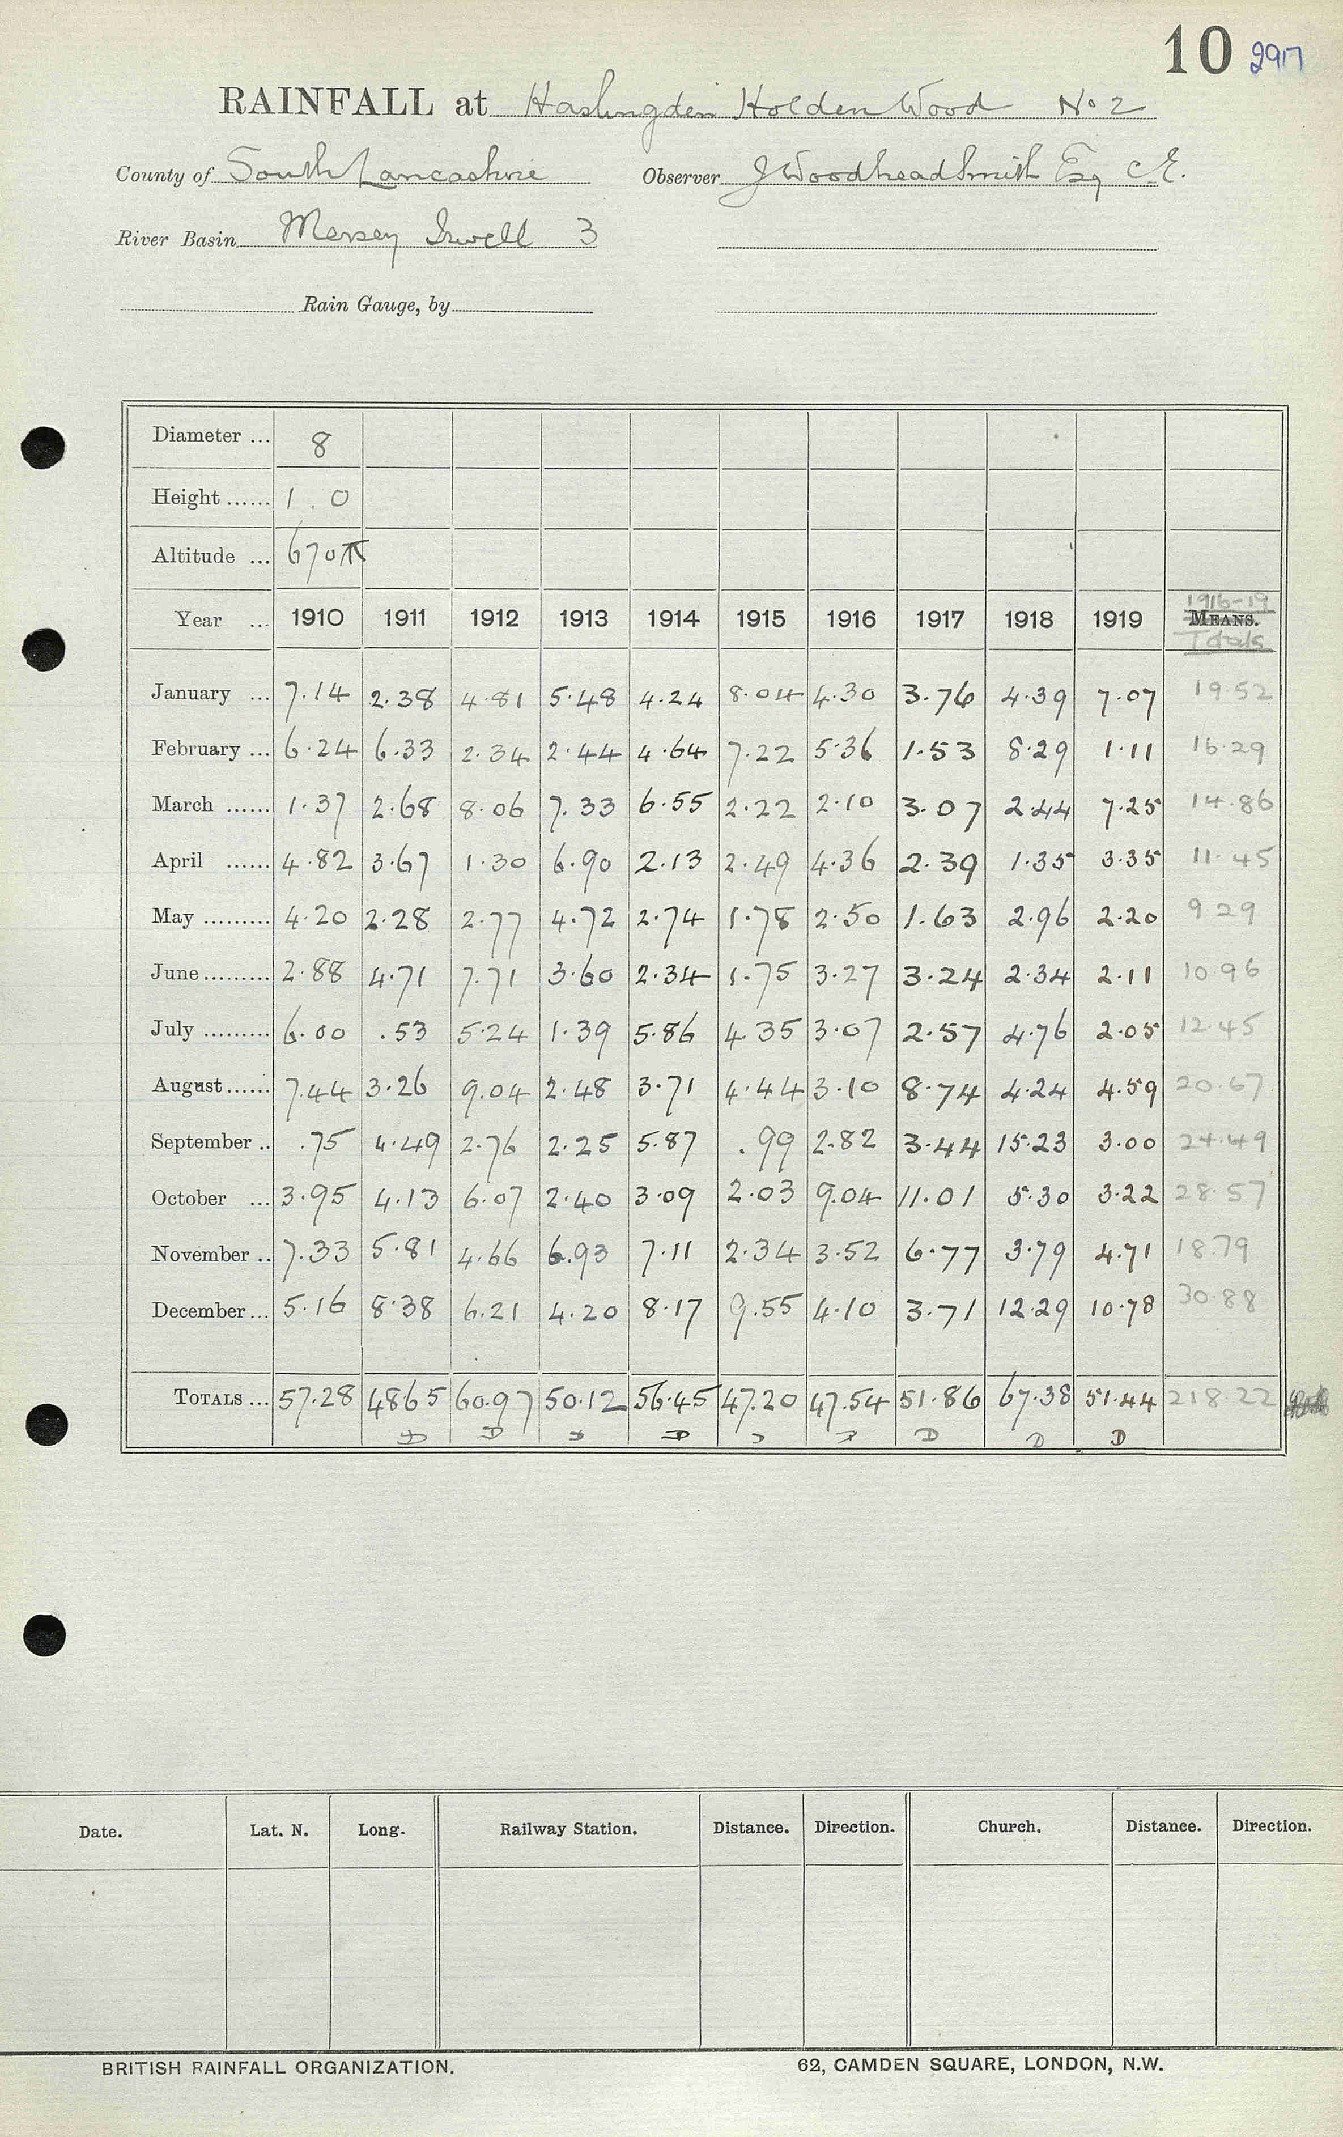 10 2917
RAINFALL at Haslingden Holden Wood No 2
County of South Lancashire Observer J Woodhead Smith Esq C.E.
River Basin Mersey Irwell 3
Rain Gauge, by
Diameter ... 8
Height ...... 1 . 0
Altitude ... 670 ft
Year ... 1910 1911 1912 1913 1914 1915 1916 1917 1918 1919 1916-19 MEANS. Totals
January ... 7.14 2.38 4.81 5.48 4.24 8.04 4.30 3.76 4.39 7.07 19.52
February ... 6.24 6.33 2.34 2.44 4.64 7.22 5.36 1.53 8.29 1.11 16.29
March ...... 1.37 2.68 8.06 7.33 6.55 2.22 2.10 3.07 2.44 7.25 14.86
April ...... 4.82 3.67 1.30 6.90 2.13 2.49 4.36 2.39 1.35 3.35 11.45
May ......... 4.20 2.28 2.77 4.72 2.74 1.78 2.50 1.63 2.96 2.20 9 29
June ......... 2.88 4.71 7.71 3.60 2.34 1.75 3.27 3.24 2.34 2.11 10.96
July ......... 6.00 .53 5.24 1.39 5.86 4.35 3.07 2.57 4.76 2.05 12.45
August ...... 7.44 3.26 9.04 2.48 3.71 4.44 3.10 8.74 4.24 4.59 20.67
September .. .75 4.49 2.76 2.25 5.87 .99 2.82 3.44 15.23 3.00 24.49
October ... 3.95 4.13 6.07 2.40 3.09 2.03 9.04 11.01 5.30 3.22 28.57
November .. 7.33 5.81 4.66 6.93 7.11 2.34 3.52 6.77 3.79 4.71 18 79
December ... 5.16 8.38 6.21 4.20 8.17 9.55 4.10 3.71 12.29 10.78 30.88
TOTALS ... 57.28 48.65 60.97 50.12 56.45 47.20 47.54 51.86 67.38 51.44 218.22
D D D D D D D D D
Date. Lat. N. Long. Railway Station. Distance. Direction. Church. Distance. Direction.
BRITISH RAINFALL ORGANIZATION. 62, CAMDEN SQUARE, LONDON, N.W.